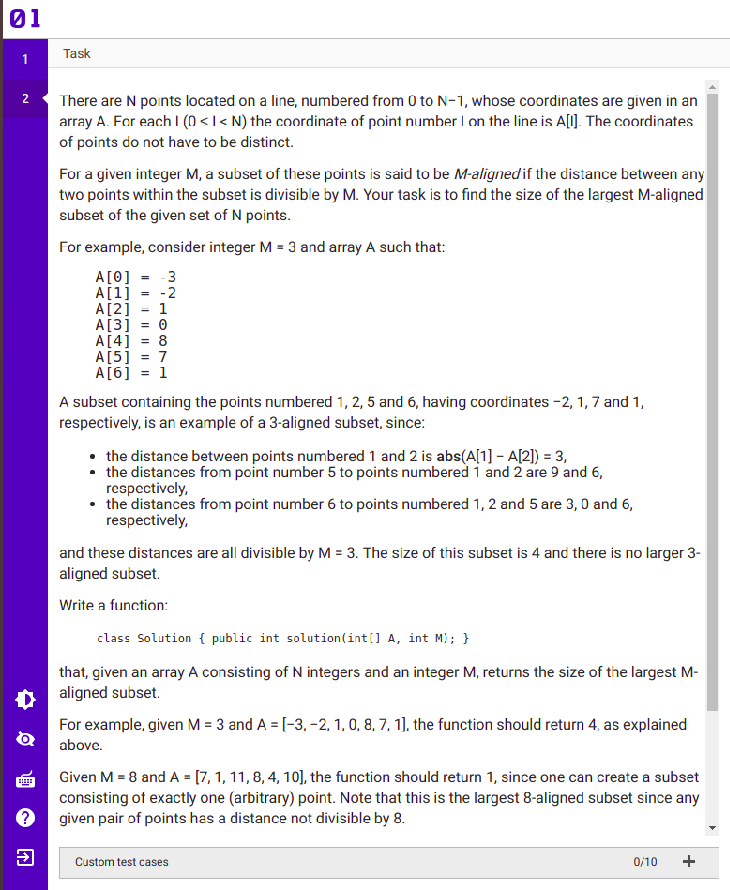 01
1
Task
2
There are N points located on a line, numbered from 0 to N−1, whose coordinates are given in an
array A. For each I (0 < I < N) the coordinate of point number I on the line is A[I]. The coordinates
of points do not have to be distinct.
For a given integer M, a subset of these points is said to be M-aligned if the distance between any
two points within the subset is divisible by M. Your task is to find the size of the largest M-aligned
subset of the given set of N points.
For example, consider integer M = 3 and array A such that:
A[0] = -3
A[1] = -2
A[2] = 1
A[3] = 0
A[4] = 8
A[5] = 7
A[6] = 1
A subset containing the points numbered 1, 2, 5 and 6, having coordinates −2, 1, 7 and 1,
respectively, is an example of a 3-aligned subset, since:
• the distance between points numbered 1 and 2 is abs(A[1] − A[2]) = 3,
• the distances from point number 5 to points numbered 1 and 2 are 9 and 6,
respectively,
• the distances from point number 6 to points numbered 1, 2 and 5 are 3, 0 and 6,
respectively,
and these distances are all divisible by M = 3. The size of this subset is 4 and there is no larger 3-
aligned subset.
Write a function:
class Solution { public int solution(int[] A, int M); }
that, given an array A consisting of N integers and an integer M, returns the size of the largest M-
aligned subset.
For example, given M = 3 and A = [−3, −2, 1, 0, 8, 7, 1], the function should return 4, as explained
above.
Given M = 8 and A = [7, 1, 11, 8, 4, 10], the function should return 1, since one can create a subset
consisting of exactly one (arbitrary) point. Note that this is the largest 8-aligned subset since any
given pair of points has a distance not divisible by 8.
Custom test cases
0/10
+